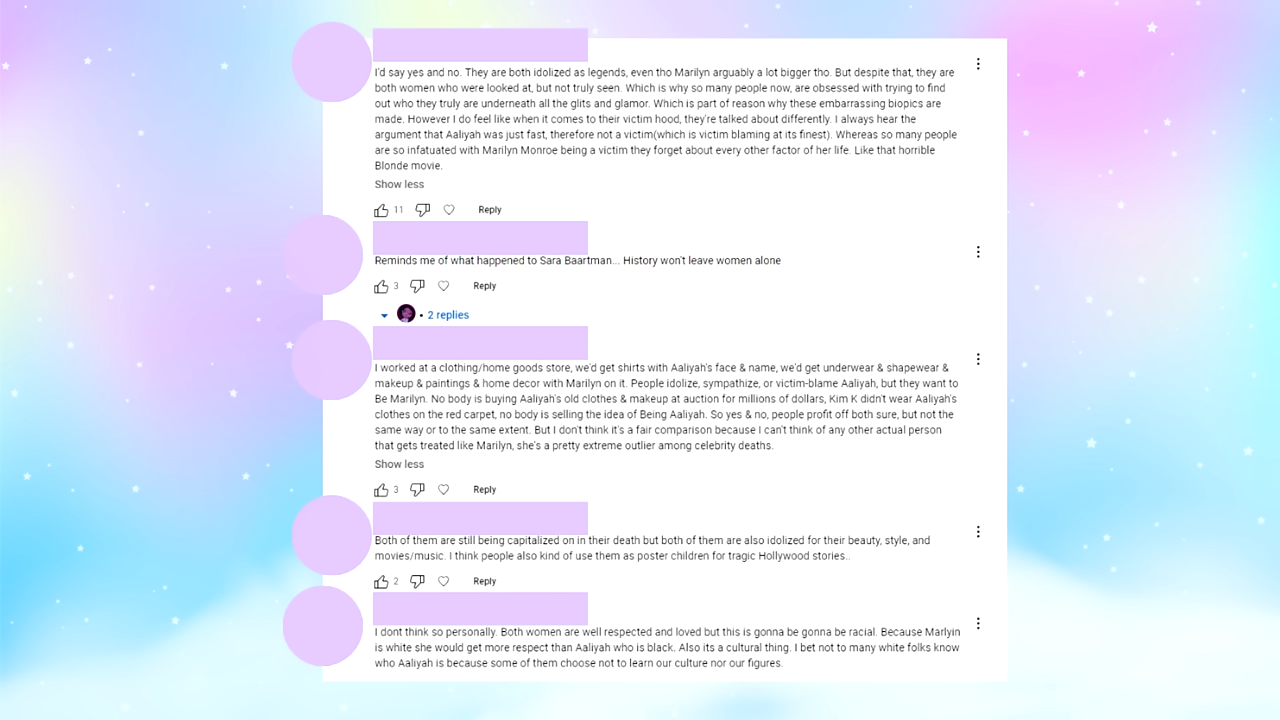 I'd say yes and no. They are both idolized as legends, even tho Marilyn arguably a lot bigger tho. But despite that, they are
both women who were looked at, but not truly seen. Which is why so many people now, are obsessed with trying to find
out who they truly are underneath all the glits and glamor. Which is part of reason why these embarrassing biopics are
made. However I do feel like when it comes to their victim hood, they're talked about differently. I always hear the
argument that Aaliyah was just fast, therefore not a victim(which is victim blaming at its finest). Whereas so many people
are so infatuated with Marilyn Monroe being a victim they forget about every other factor of her life. Like that horrible
Blonde movie.
Show less
11 Reply
Reminds me of what happened to Sara Baartman... History won't leave women alone
3 Reply
• 2 replies
I worked at a clothing/home goods store, we'd get shirts with Aaliyah's face & name, we'd get underwear & shapewear &
makeup & paintings & home decor with Marilyn on it. People idolize, sympathize, or victim-blame Aaliyah, but they want to
Be Marilyn. No body is buying Aaliyah's old clothes & makeup at auction for millions of dollars, Kim K didn't wear Aaliyah's
clothes on the red carpet, no body is selling the idea of Being Aaliyah. So yes & no, people profit off both sure, but not the
same way or to the same extent. But I don't think it's a fair comparison because I can't think of any other actual person
that gets treated like Marilyn, she's a pretty extreme outlier among celebrity deaths.
Show less
3 Reply
Both of them are still being capitalized on in their death but both of them are also idolized for their beauty, style, and
movies/music. I think people also kind of use them as poster children for tragic Hollywood stories..
2 Reply
I dont think so personally. Both women are well respected and loved but this is gonna be gonna be racial. Because Marlyin
is white she would get more respect than Aaliyah who is black. Also its a cultural thing. I bet not to many white folks know
who Aaliyah is because some of them choose not to learn our culture nor our figures.